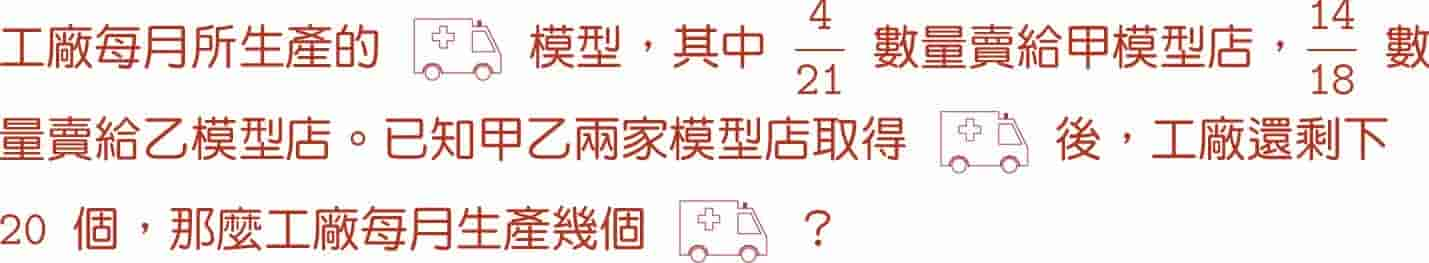 工廠每月所生產的 模型，其中 4/21 數量賣給甲模型店，14/18 數
量賣給乙模型店。已知甲乙兩家模型店取得 後，工廠還剩下
20 個，那麼工廠每月生產幾個 ？